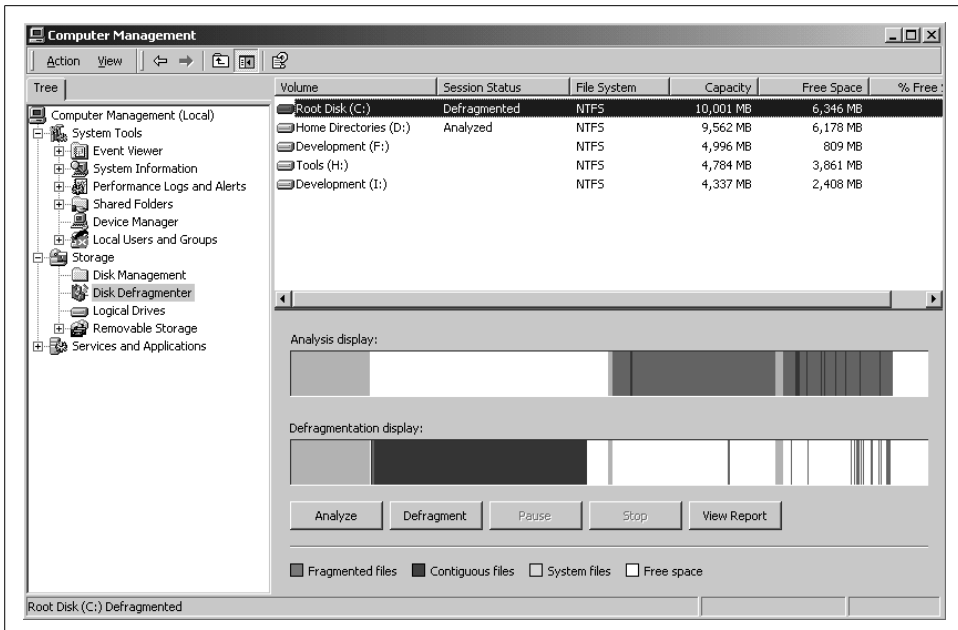 Computer Management
Action View
Tree
Computer Management (Local)
System Tools
Event Viewer
System Information
Performance Logs and Alerts
Shared Folders
Device Manager
Local Users and Groups
Storage
Disk Management
Disk Defragmenter
Logical Drives
Removable Storage
Services and Applications
Volume Session Status File System Capacity Free Space % Free
Root Disk (C:) Defragmented NTFS 10,001 MB 6,346 MB
Home Directories (D:) Analyzed NTFS 9,562 MB 6,178 MB
Development (F:) NTFS 4,996 MB 809 MB
Tools (H:) NTFS 4,784 MB 3,861 MB
Development (I:) NTFS 4,337 MB 2,408 MB
Analysis display:
Defragmentation display:
Analyze Defragment Pause Stop View Report
Fragmented files Contiguous files System files Free space
Root Disk (C:) Defragmented